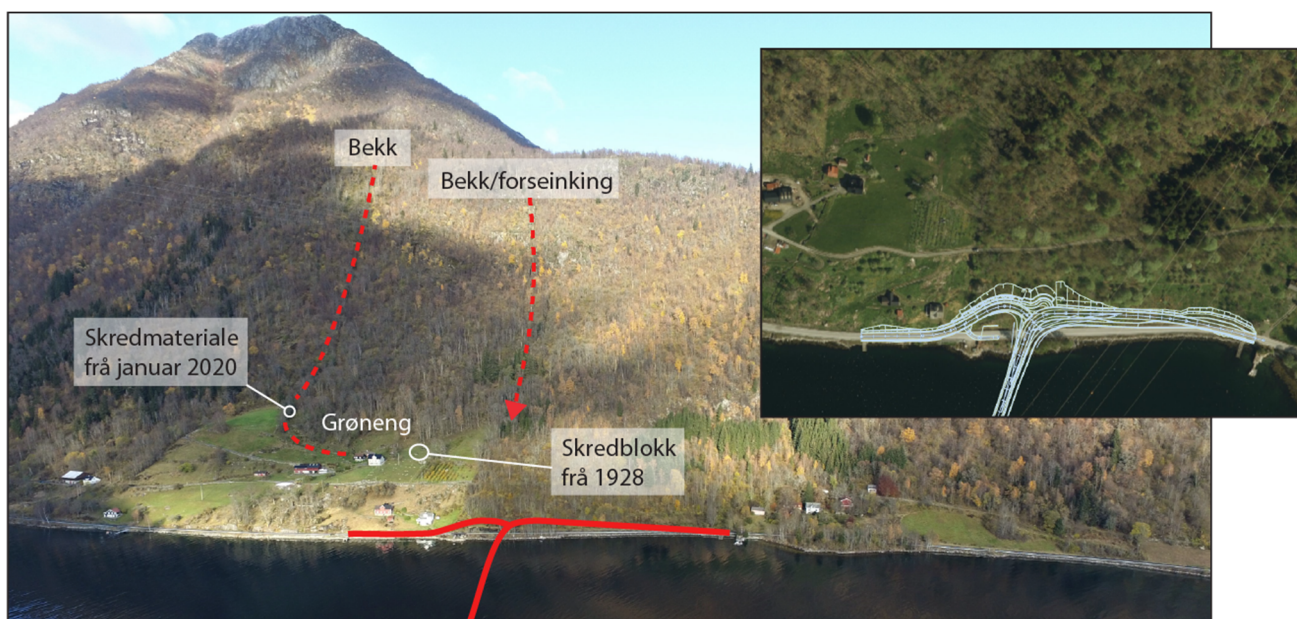 Bekk
Bekk/forseinking
Skredmateriale
frå januar 2020
Grøneng
Skredblokk
frå 1928